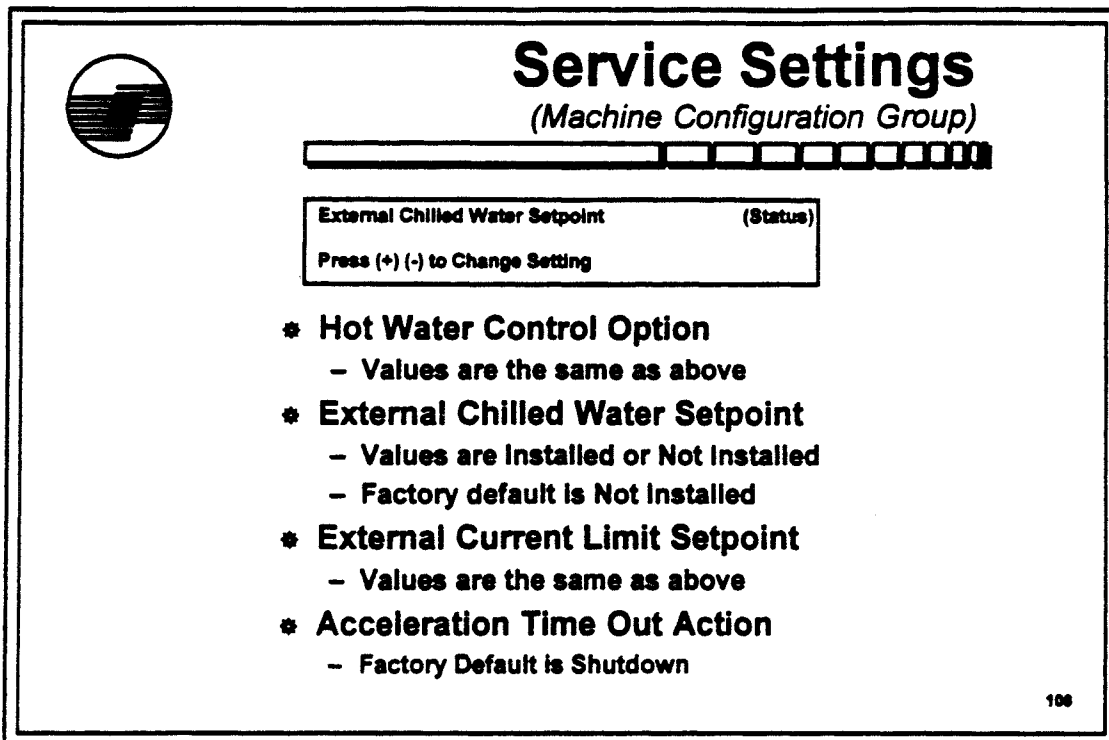 Service Settings
(Machine Configuration Group)
External Chilled Water Setpoint (Status)
Press (+) (-) to Change Setting
Hot Water Control Option
– Values are the same as above
External Chilled Water Setpoint
– Values are Installed or Not Installed
– Factory default is Not Installed
External Current Limit Setpoint
– Values are the same as above
Acceleration Time Out Action
– Factory Default is Shutdown
106